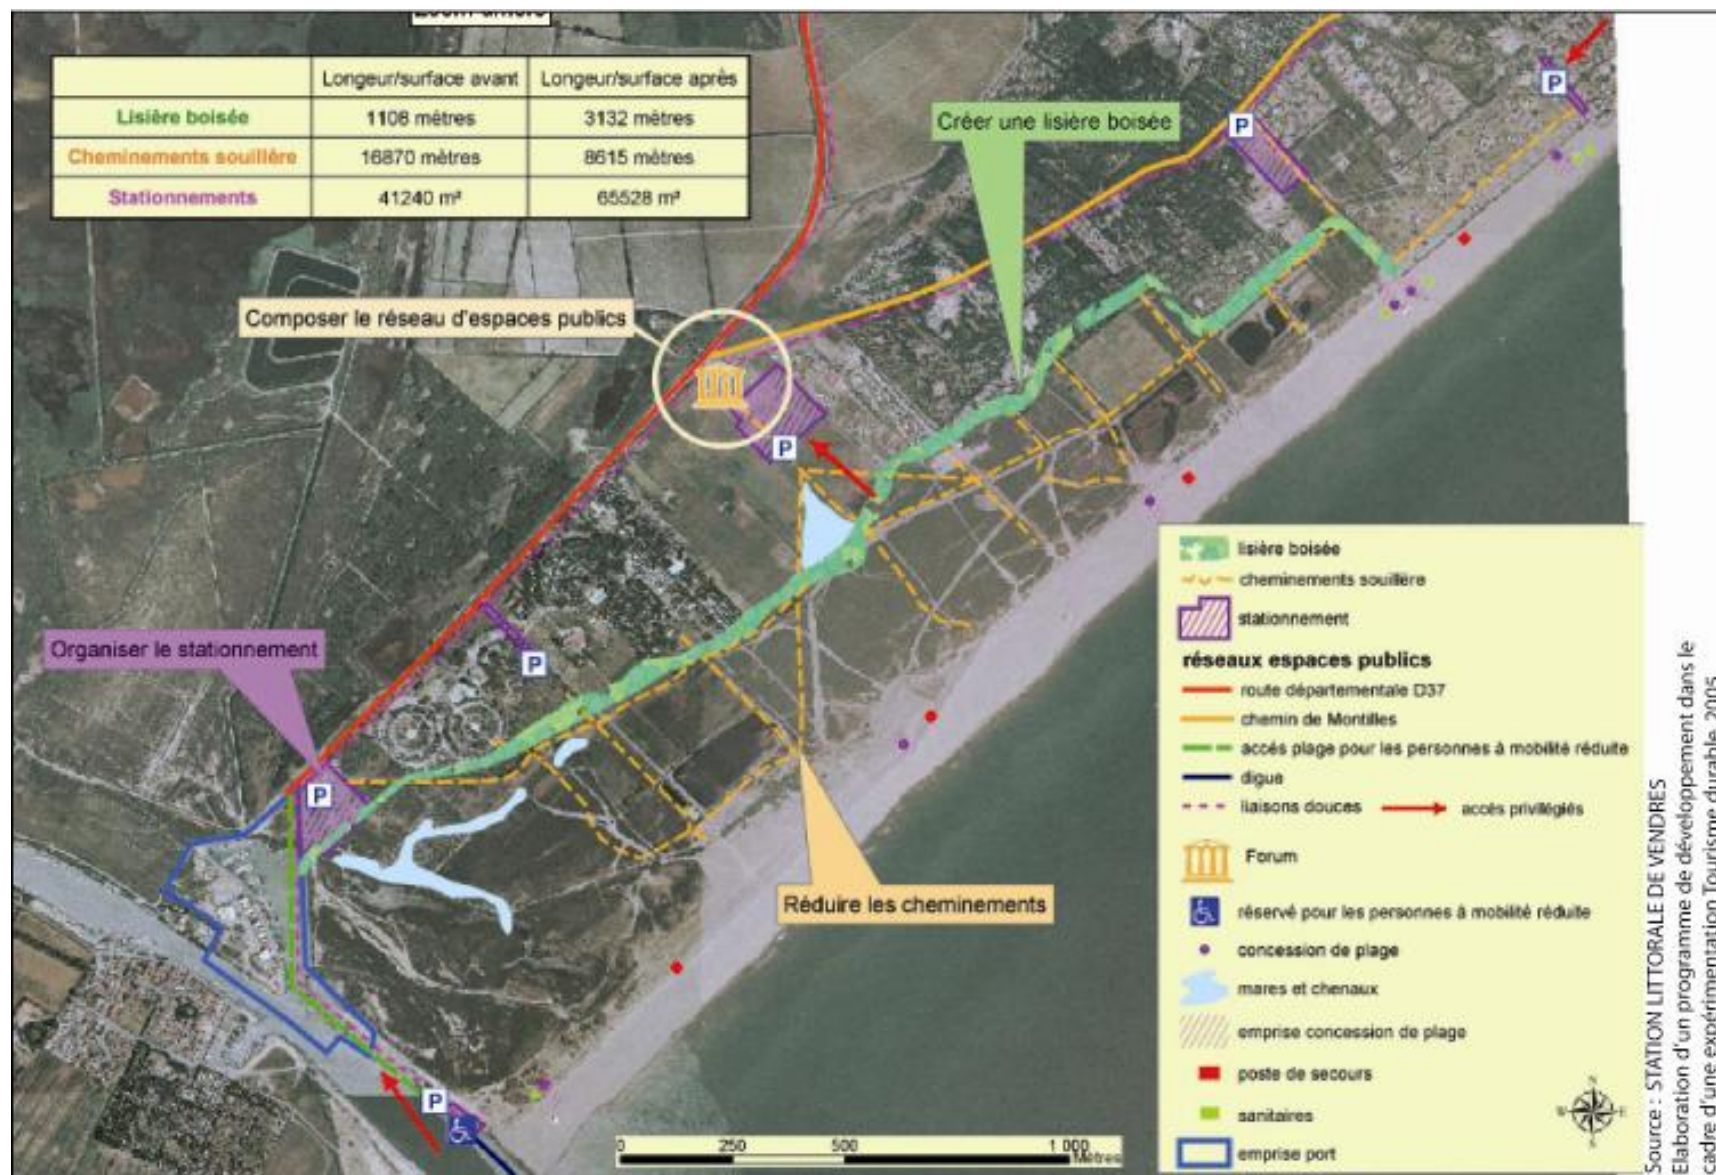 Longeur/surface avant
Longeur/surface après
Lisière boisée
1108 mètres
3132 mètres
Cheminements souillère
16870 mètres
8615 mètres
Stationnements
41240 m²
65528 m²
Créer une lisière boisée
P
P
Composer le réseau d'espaces publics
P
Organiser le stationnement
P
P
Réduire les cheminements
P
lisière boisée
cheminements souillère
stationnement
réseaux espaces publics
route départementale D37
chemin de Montilles
accés plage pour les personnes à mobilité réduite
digue
liaisons douces
accés privilégiés
Forum
réservé pour les personnes à mobilité réduite
concession de plage
mares et chenaux
emprise concession de plage
poste de secours
sanitaires
emprise port
0 250 500 1 000
Mètres
N
W E
S
Source : STATION LITTORALE DE VENDRES
Elaboration d'un programme de développement dans le
cadre d'une expérimentation Tourisme durable, 2005